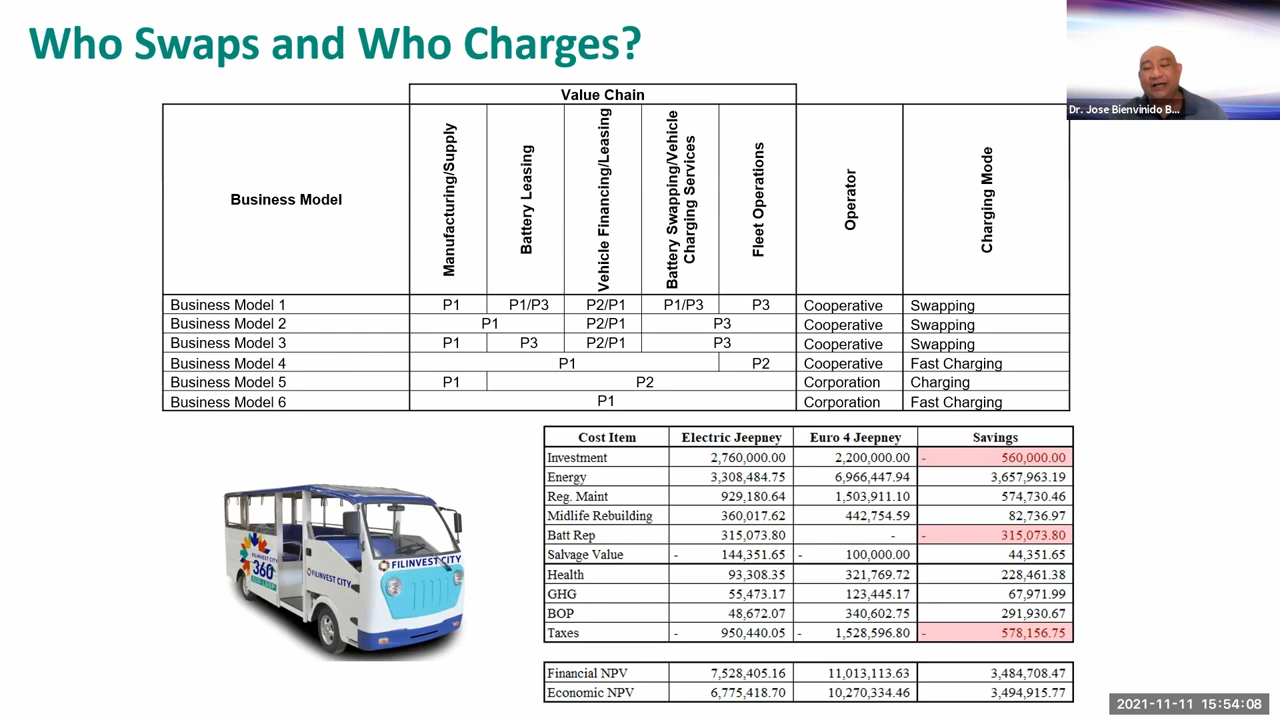 Who Swaps and Who Charges?
Dr. Jose Bienvinido B...
Value Chain
Business Model
Manufacturing/Supply
Battery Leasing
Vehicle Financing/Leasing
Battery Swapping/Vehicle
Charging Services
Fleet Operations
Operator
Charging Mode
Business Model 1 P1 P1/P3 P2/P1 P1/P3 P3 Cooperative Swapping
Business Model 2 P1 P2/P1 P3 Cooperative Swapping
Business Model 3 P1 P3 P2/P1 P3 Cooperative Swapping
Business Model 4 P1 P2 Cooperative Fast Charging
Business Model 5 P1 P2 Corporation Charging
Business Model 6 P1 Corporation Fast Charging
Cost Item Electric Jeepney Euro 4 Jeepney Savings
Investment 2,760,000.00 2,200,000.00 - 560,000.00
Energy 3,308,484.75 6,966,447.94 3,657,963.19
Reg. Maint 929,180.64 1,503,911.10 574,730.46
Midlife Rebuilding 360,017.62 442,754.59 82,736.97
Batt Rep 315,073.80 - - 315,073.80
Salvage Value - 144,351.65 - 100,000.00 44,351.65
Health 93,308.35 321,769.72 228,461.38
GHG 55,473.17 123,445.17 67,971.99
BOP 48,672.07 340,602.75 291,930.67
Taxes - 950,440.05 - 1,528,596.80 - 578,156.75
Financial NPV 7,528,405.16 11,013,113.63 3,484,708.47
Economic NPV 6,775,418.70 10,270,334.46 3,494,915.77
FILINVEST CITY
360
ECO-LOOP
FILINVEST CITY
2021-11-11 15:54:08